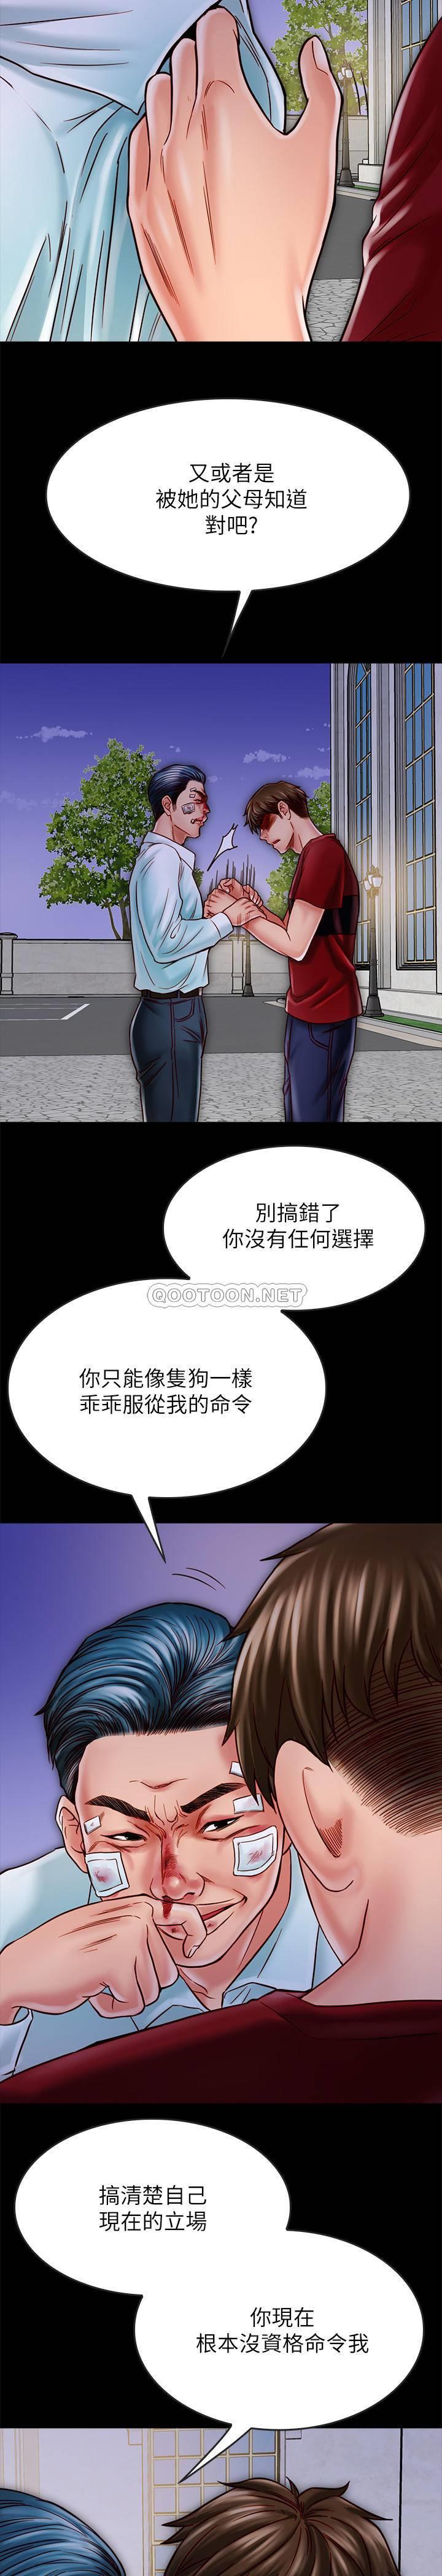 又或者是
被她的父母知道
對吧?
別搞錯了
你沒有任何選擇
QOOTOON.NET
你只能像隻狗一樣
乖乖服從我的命令
搞清楚自己
現在的立場
你現在
根本沒資格命令我